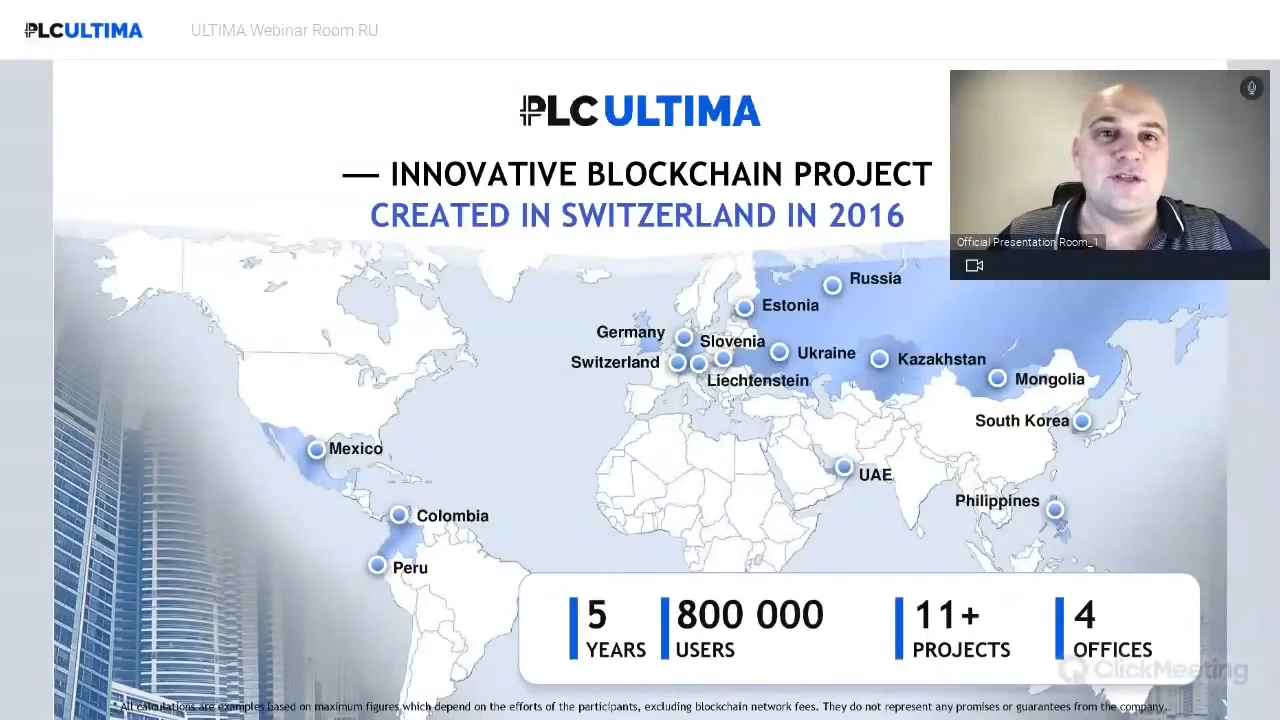 PLCULTIMA
ULTIMA Webinar Room RU
PLCULTIMA
— INNOVATIVE BLOCKCHAIN PROJECT
CREATED IN SWITZERLAND IN 2016
Official Presentation Room_1
Russia
Estonia
Germany
Slovenia
Ukraine
Switzerland
Kazakhstan
Liechtenstein
Mongolia
South Korea
Mexico
UAE
Philippines
Colombia
Peru
5
YEARS
800 000
USERS
11+
PROJECTS
4
OFFICES
ClickMeeting
* All calculations are examples based on maximum figures which depend on the efforts of the participants, excluding blockchain network fees. They do not represent any promises or guarantees from the company.